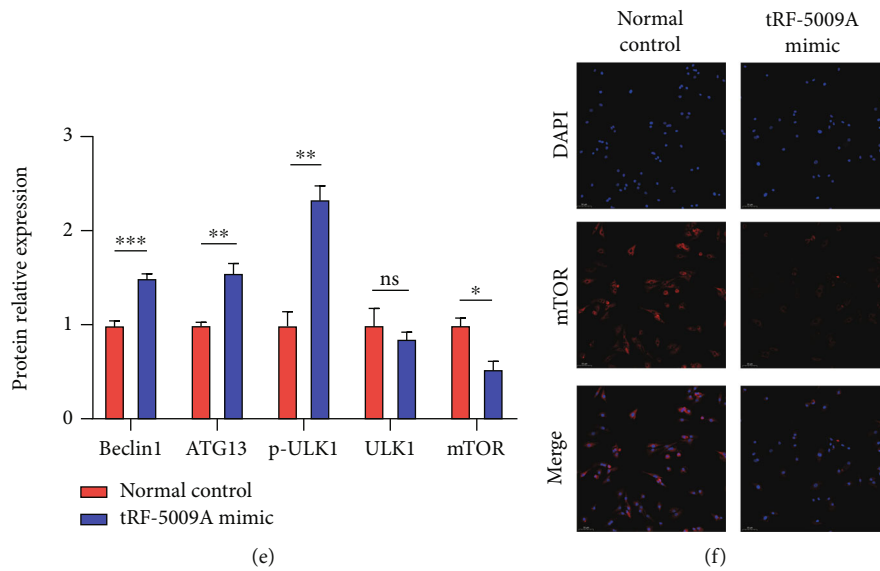 Protein relative expression
3
2
1
0
***
**
**
ns
*
Beclin1
ATG13
p-ULK1
ULK1
mTOR
Normal control
tRF-5009A mimic
(e)
Normal
control
tRF-5009A
mimic
DAPI
mTOR
Merge
(f)